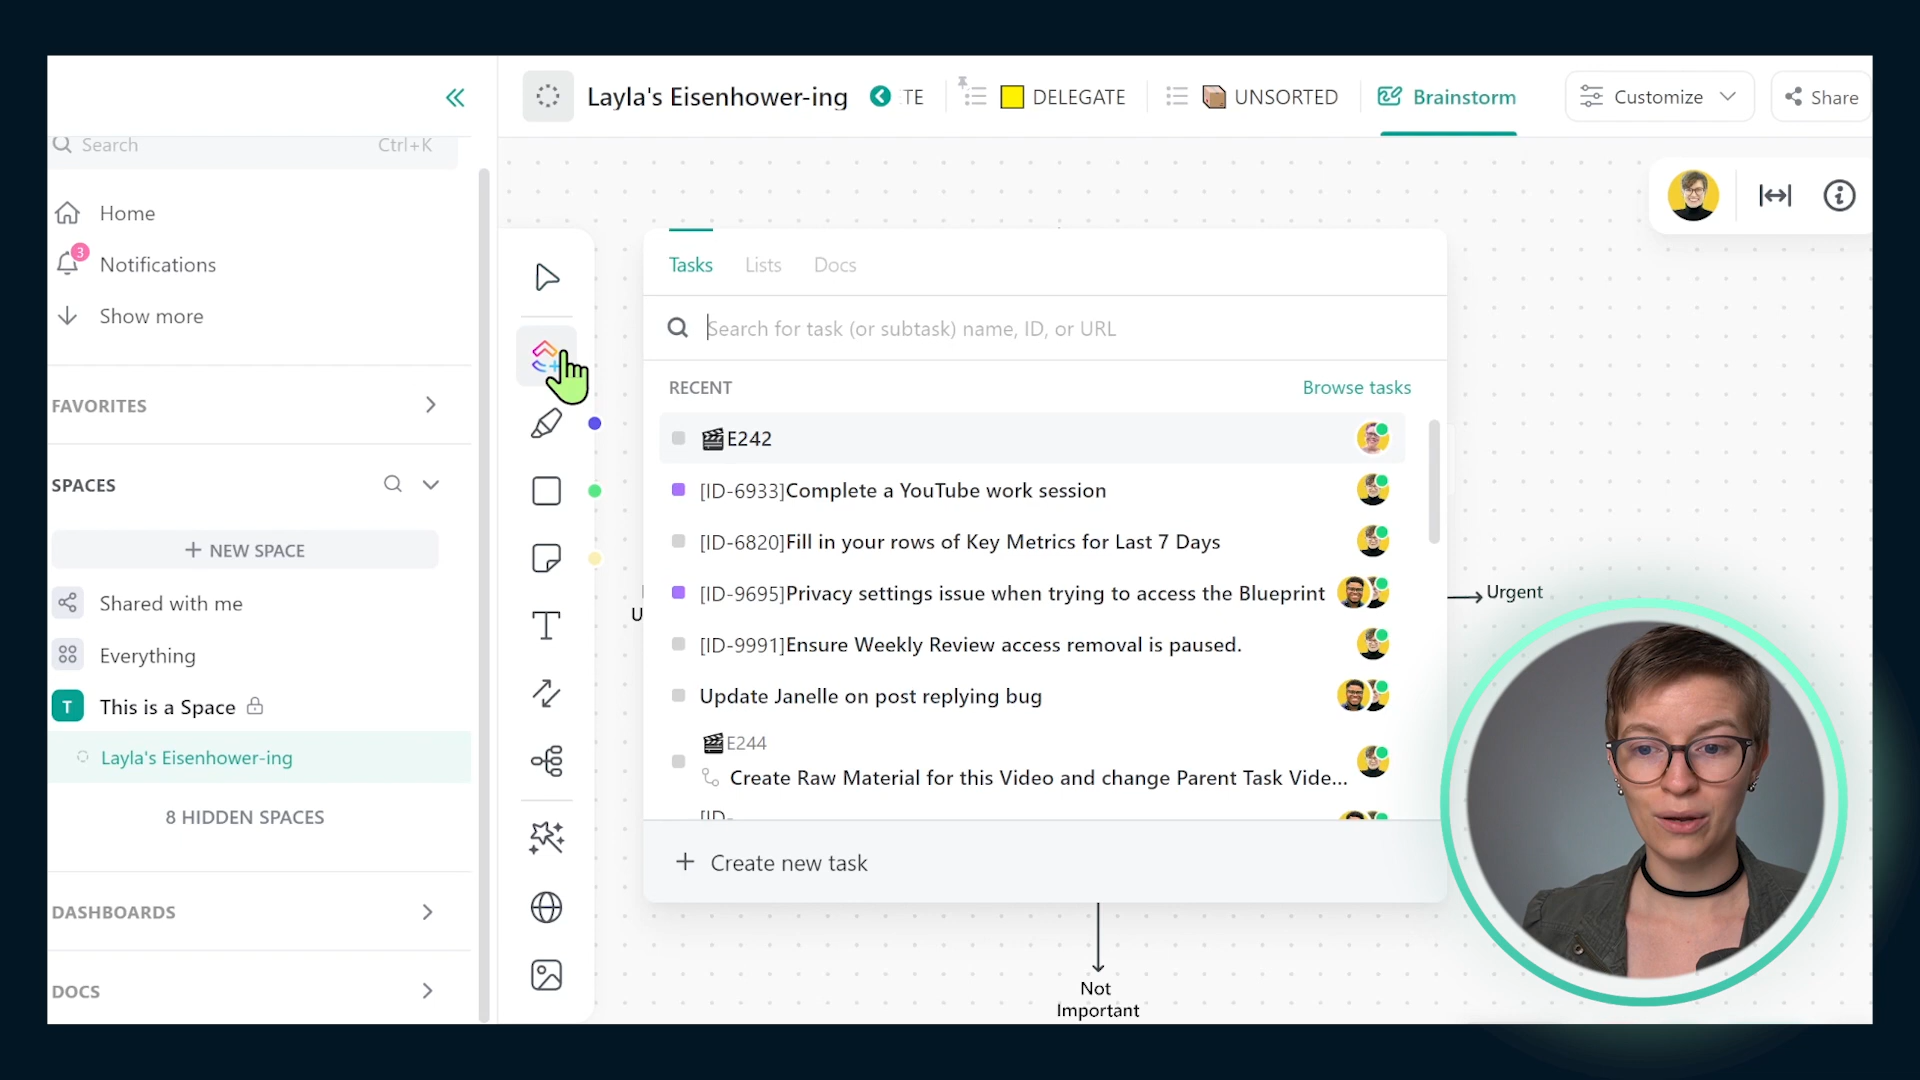 Search Ctrl+K
Home
3
Notifications
Show more
FAVORITES
SPACES
+ NEW SPACE
Shared with me
Everything
T This is a Space
Layla's Eisenhower-ing
8 HIDDEN SPACES
DASHBOARDS
DOCS
Layla's Eisenhower-ing TE DELEGATE UNSORTED Brainstorm Customize Share
Tasks Lists Docs
Search for task (or subtask) name, ID, or URL
RECENT Browse tasks
E242
[ID-6933]Complete a YouTube work session
[ID-6820]Fill in your rows of Key Metrics for Last 7 Days
[ID-9695]Privacy settings issue when trying to access the Blueprint
[ID-9991]Ensure Weekly Review access removal is paused.
Update Janelle on post replying bug
E244
Create Raw Material for this Video and change Parent Task Vide...
[ID-
+ Create new task
U
Urgent
Not
Important